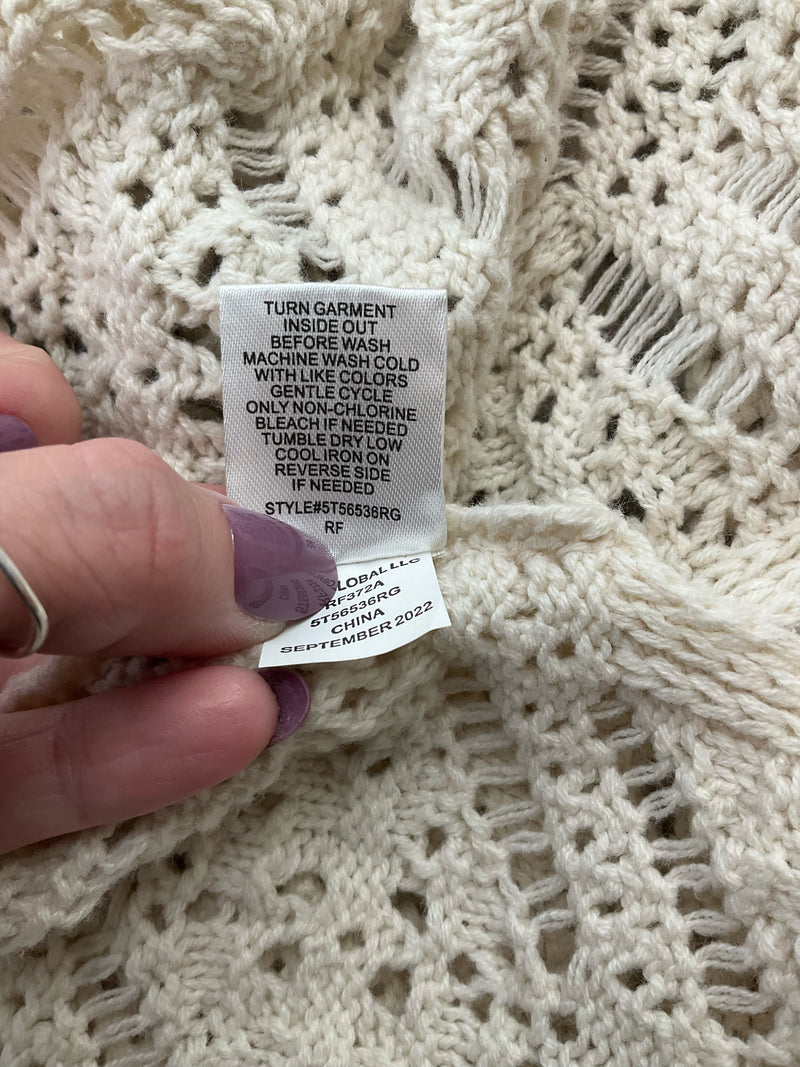 TURN GARMENT
INSIDE OUT
BEFORE WASH
MACHINE WASH COLD
WITH LIKE COLORS
GENTLE CYCLE
ONLY NON-CHLORINE
BLEACH IF NEEDED
TUMBLE DRY LOW
COOL IRON ON
REVERSE SIDE
IF NEEDED
STYLE#5T56536RG
RF
LLC
RF372A
5T56536RG
CHINA
SEPTEMBER 2022